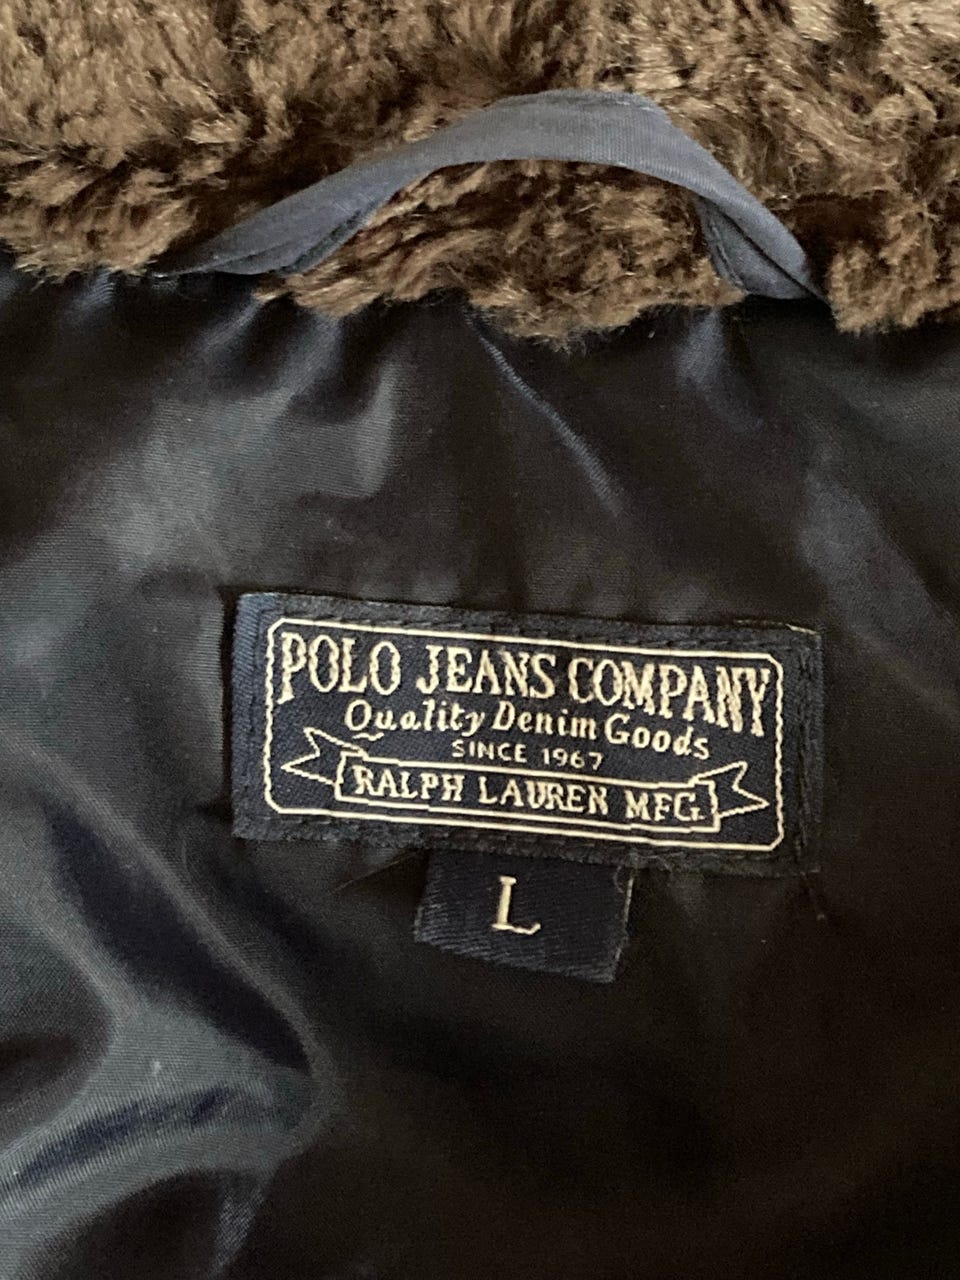 POLO JEANS COMPANY
Quality Denim Goods
SINCE 1967
RALPH LAUREN MFG.
L